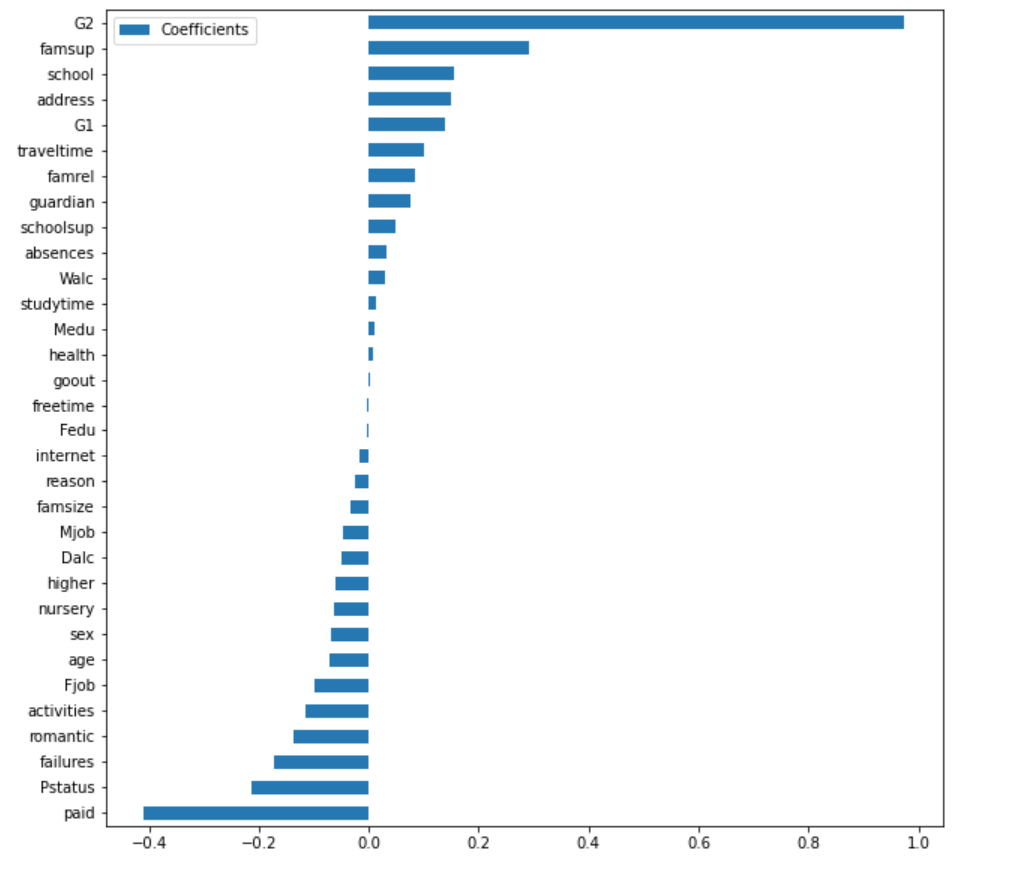 G2
Coefficients
famsup
school
address
G1
traveltime
famrel
guardian
schoolsup
absences
Walc
studytime
Medu
health
goout
freetime
Fedu
internet
reason
famsize
Mjob
Dalc
higher
nursery
sex
age
Fjob
activities
romantic
failures
Pstatus
paid
−0.4 −0.2 0.0 0.2 0.4 0.6 0.8 1.0